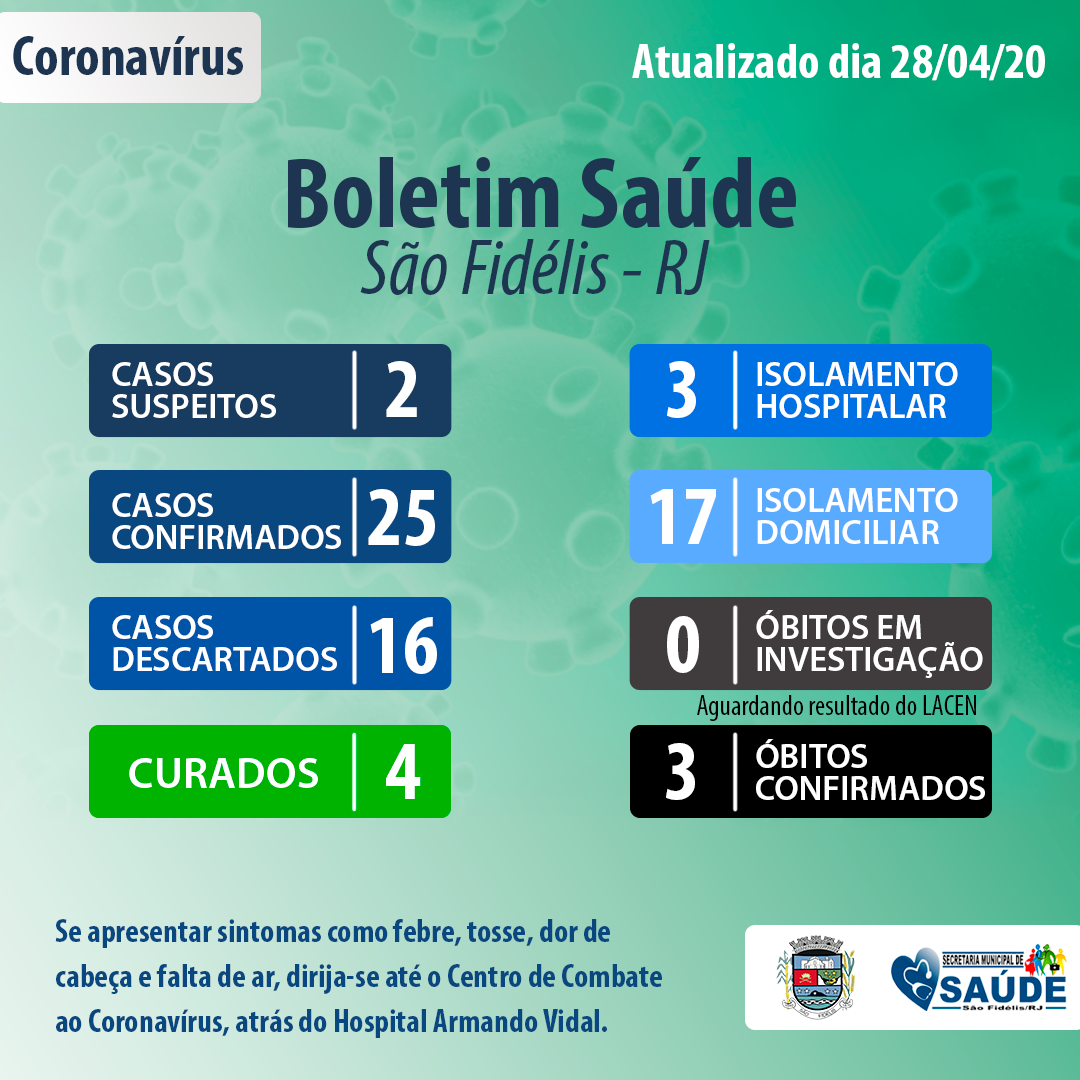 Coronavírus
Atualizado dia 28/04/20
Boletim Saúde
São Fidélis - RJ
CASOS
SUSPEITOS
2
CASOS
CONFIRMADOS
25
CASOS
DESCARTADOS
16
CURADOS
4
3
ISOLAMENTO
HOSPITALAR
17
ISOLAMENTO
DOMICILIAR
0
ÓBITOS EM
INVESTIGAÇÃO
Aguardando resultado do LACEN
3
ÓBITOS
CONFIRMADOS
Se apresentar sintomas como febre, tosse, dor de
cabeça e falta de ar, dirija-se até o Centro de Combate
ao Coronavírus, atrás do Hospital Armando Vidal.
SÃO FIDÉLIS
SECRETARIA MUNICIPAL DE
SAÚDE
São Fidélis/RJ